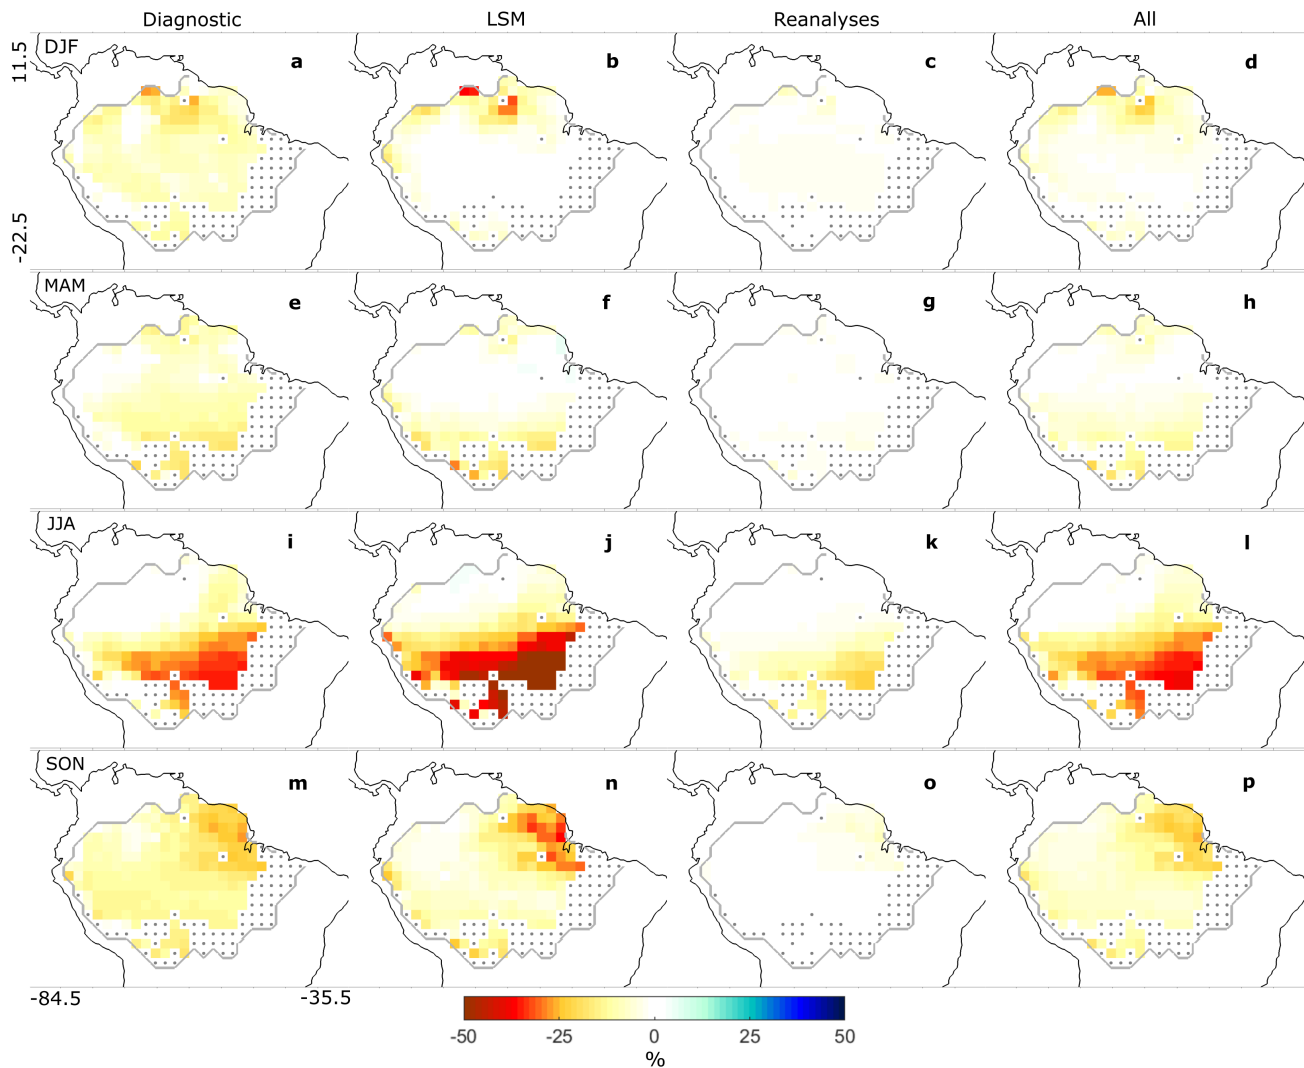 Diagnostic LSM Reanalyses All
DJF a b c d
11.5
-22.5
MAM e f g h
JJA i j k l
SON m n o p
-84.5 -35.5
-50 -25 0 25 50
%